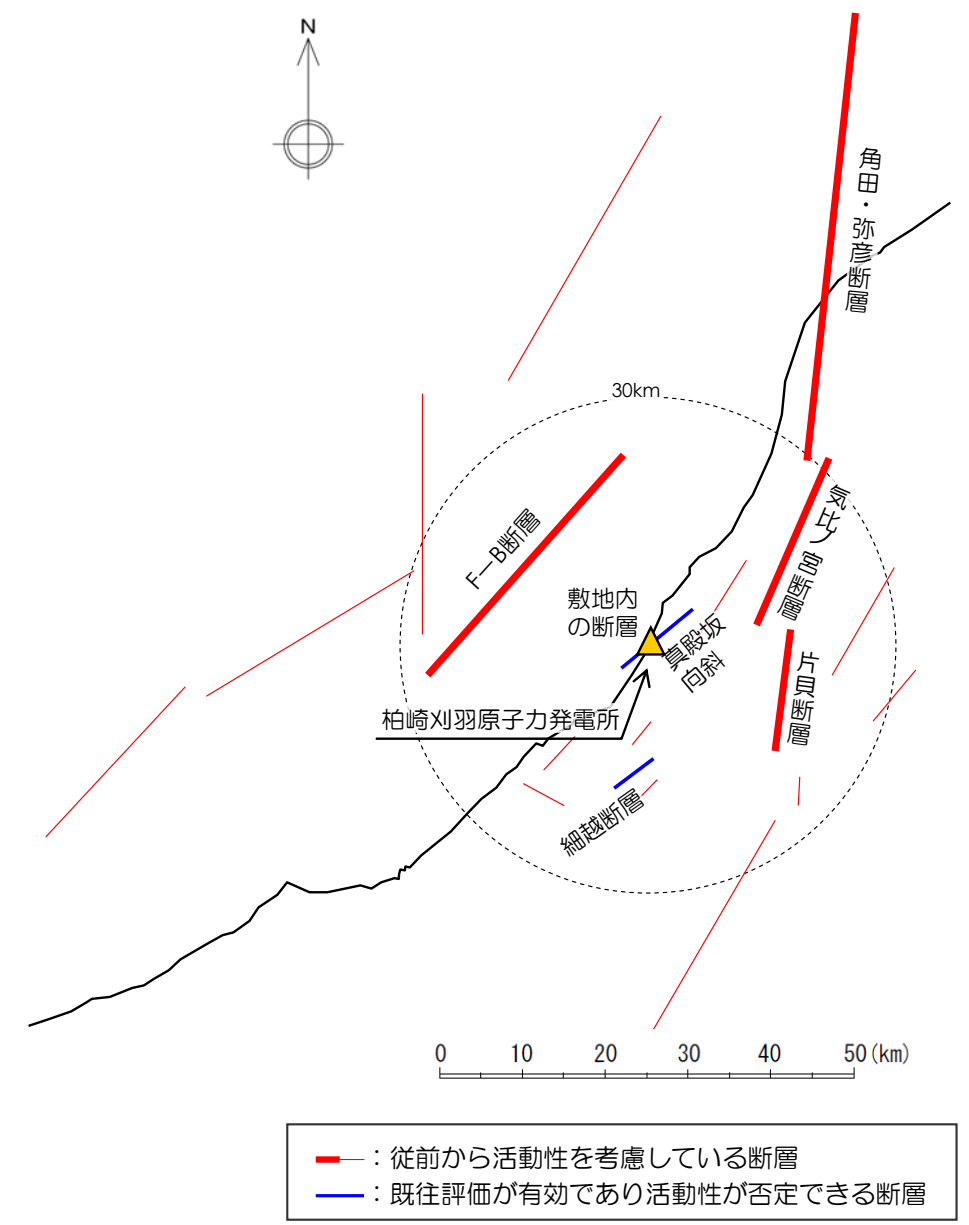 N
角田・弥彦断層
30km
F－B断層
気比ノ宮断層
敷地内
の断層
真殿坂
向斜
片貝断層
柏崎刈羽原子力発電所
細越断層
0 10 20 30 40 50(km)
：従前から活動性を考慮している断層
：既往評価が有効であり活動性が否定できる断層